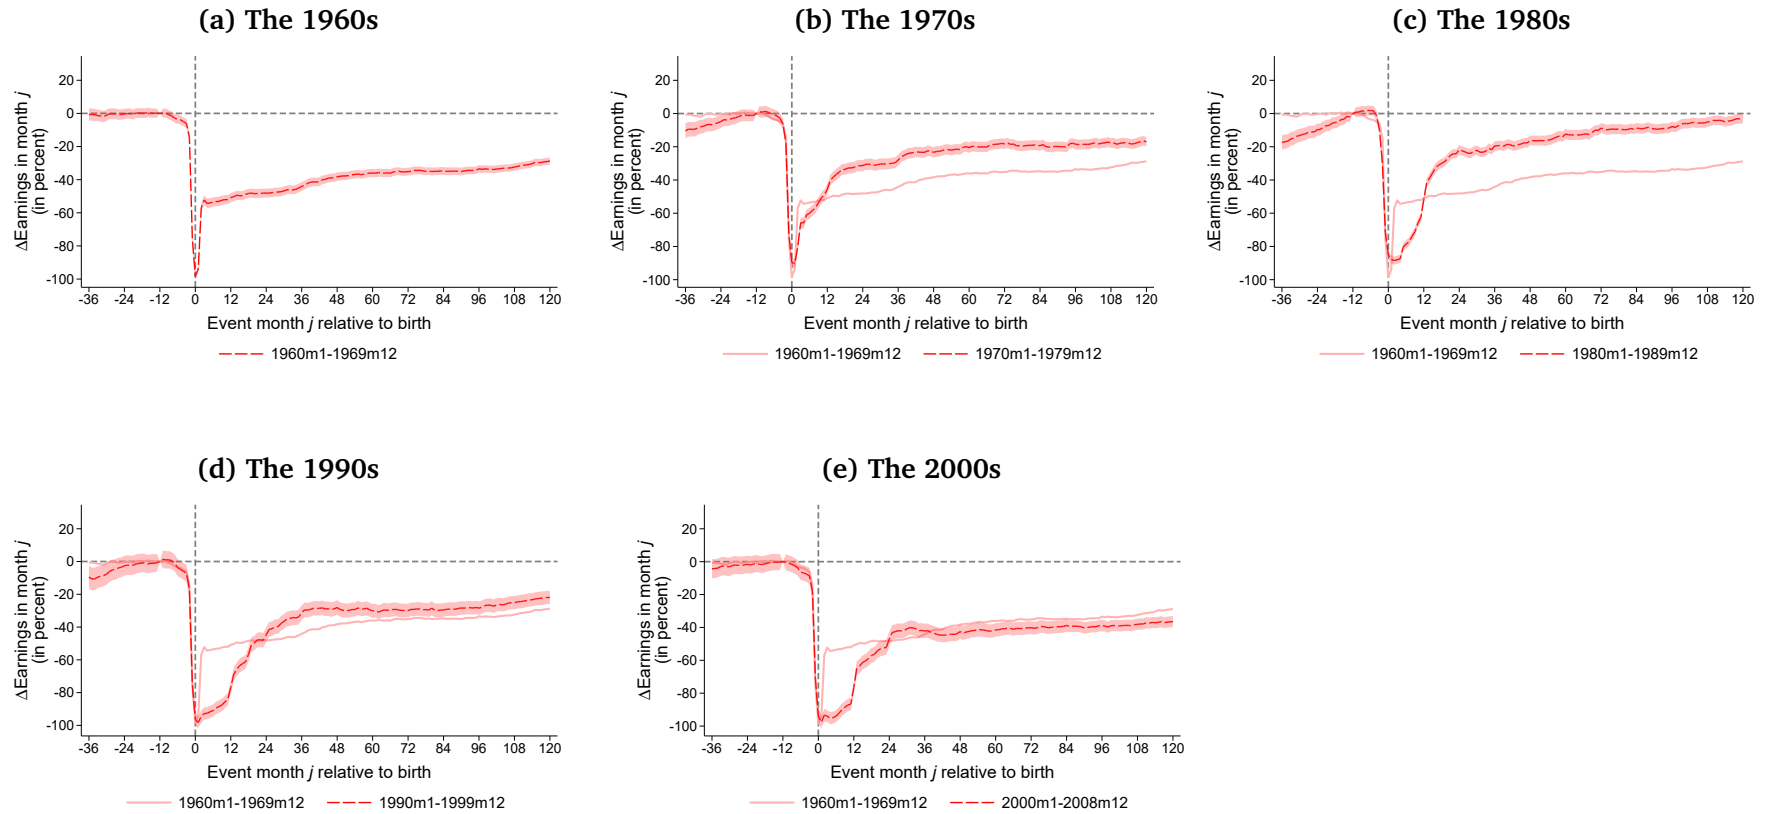 (a) The 1960s
ΔEarnings in month j
(in percent)
20
0
-20
-40
-60
-80
-100
-36 -24 -12 0 12 24 36 48 60 72 84 96 108 120
Event month j relative to birth
1960m1-1969m12
(b) The 1970s
ΔEarnings in month j
(in percent)
20
0
-20
-40
-60
-80
-100
-36 -24 -12 0 12 24 36 48 60 72 84 96 108 120
Event month j relative to birth
1960m1-1969m12 1970m1-1979m12
(c) The 1980s
ΔEarnings in month j
(in percent)
20
0
-20
-40
-60
-80
-100
-36 -24 -12 0 12 24 36 48 60 72 84 96 108 120
Event month j relative to birth
1960m1-1969m12 1980m1-1989m12
(d) The 1990s
ΔEarnings in month j
(in percent)
20
0
-20
-40
-60
-80
-100
-36 -24 -12 0 12 24 36 48 60 72 84 96 108 120
Event month j relative to birth
1960m1-1969m12 1990m1-1999m12
(e) The 2000s
ΔEarnings in month j
(in percent)
20
0
-20
-40
-60
-80
-100
-36 -24 -12 0 12 24 36 48 60 72 84 96 108 120
Event month j relative to birth
1960m1-1969m12 2000m1-2008m12